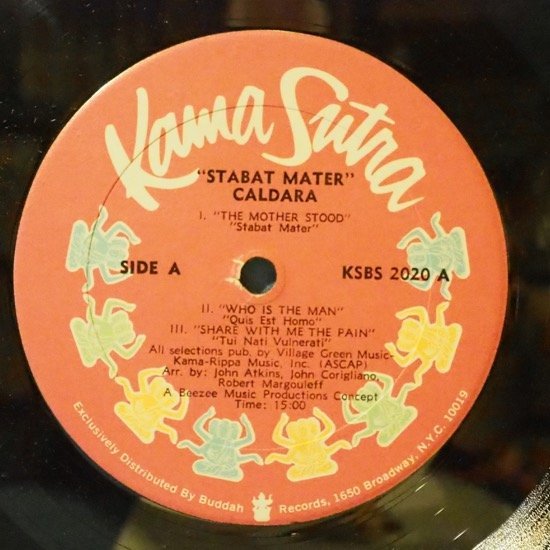 Kama Sutra
"STABAT MATER"
CALDARA
I. "THE MOTHER STOOD"
"Stabat Mater"
SIDE A
KSBS 2020 A
II. "WHO IS THE MAN"
"Quis Est Homo"
III. "SHARE WITH ME THE PAIN"
"Tui Nati Vulnerati"
All selections pub. by Village Green Music-
Kama-Rippa Music, Inc. (ASCAP)
Arr. by: John Atkins, John Corigliano,
Robert Margouleff
A Beezee Music Productions Concept
Time: 15:00
Exclusively Distributed By Buddah Records, 1650 Broadway, N.Y.C. 10019